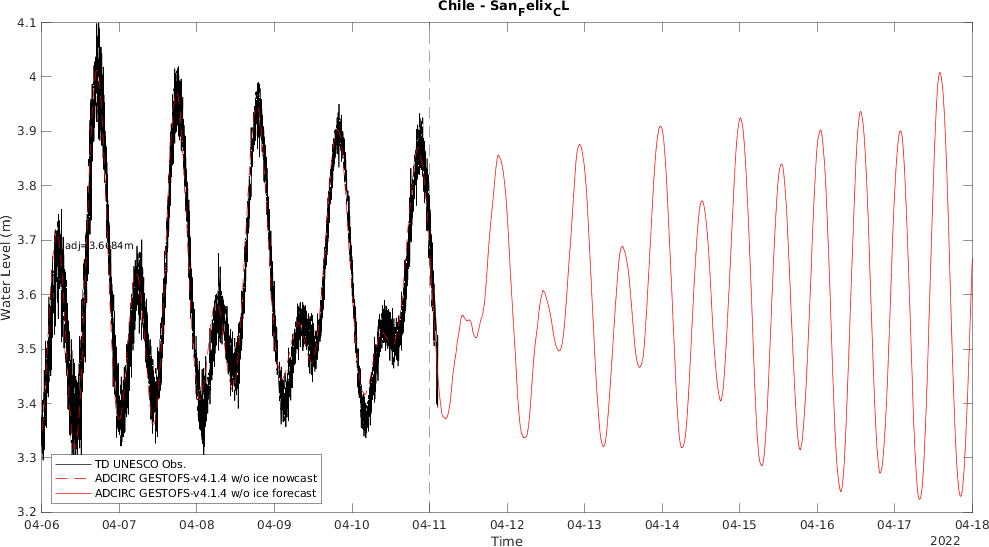 Chile - San_Felix_CL
4.1
4
3.9
3.8
3.7
3.6
3.5
3.4
3.3
3.2
Water Level (m)
adj=3.6084m
TD UNESCO Obs.
ADCIRC GESTOFS-v4.1.4 w/o ice nowcast
ADCIRC GESTOFS-v4.1.4 w/o ice forecast
04-06 04-07 04-08 04-09 04-10 04-11 04-12 04-13 04-14 04-15 04-16 04-17 04-18
Time
2022